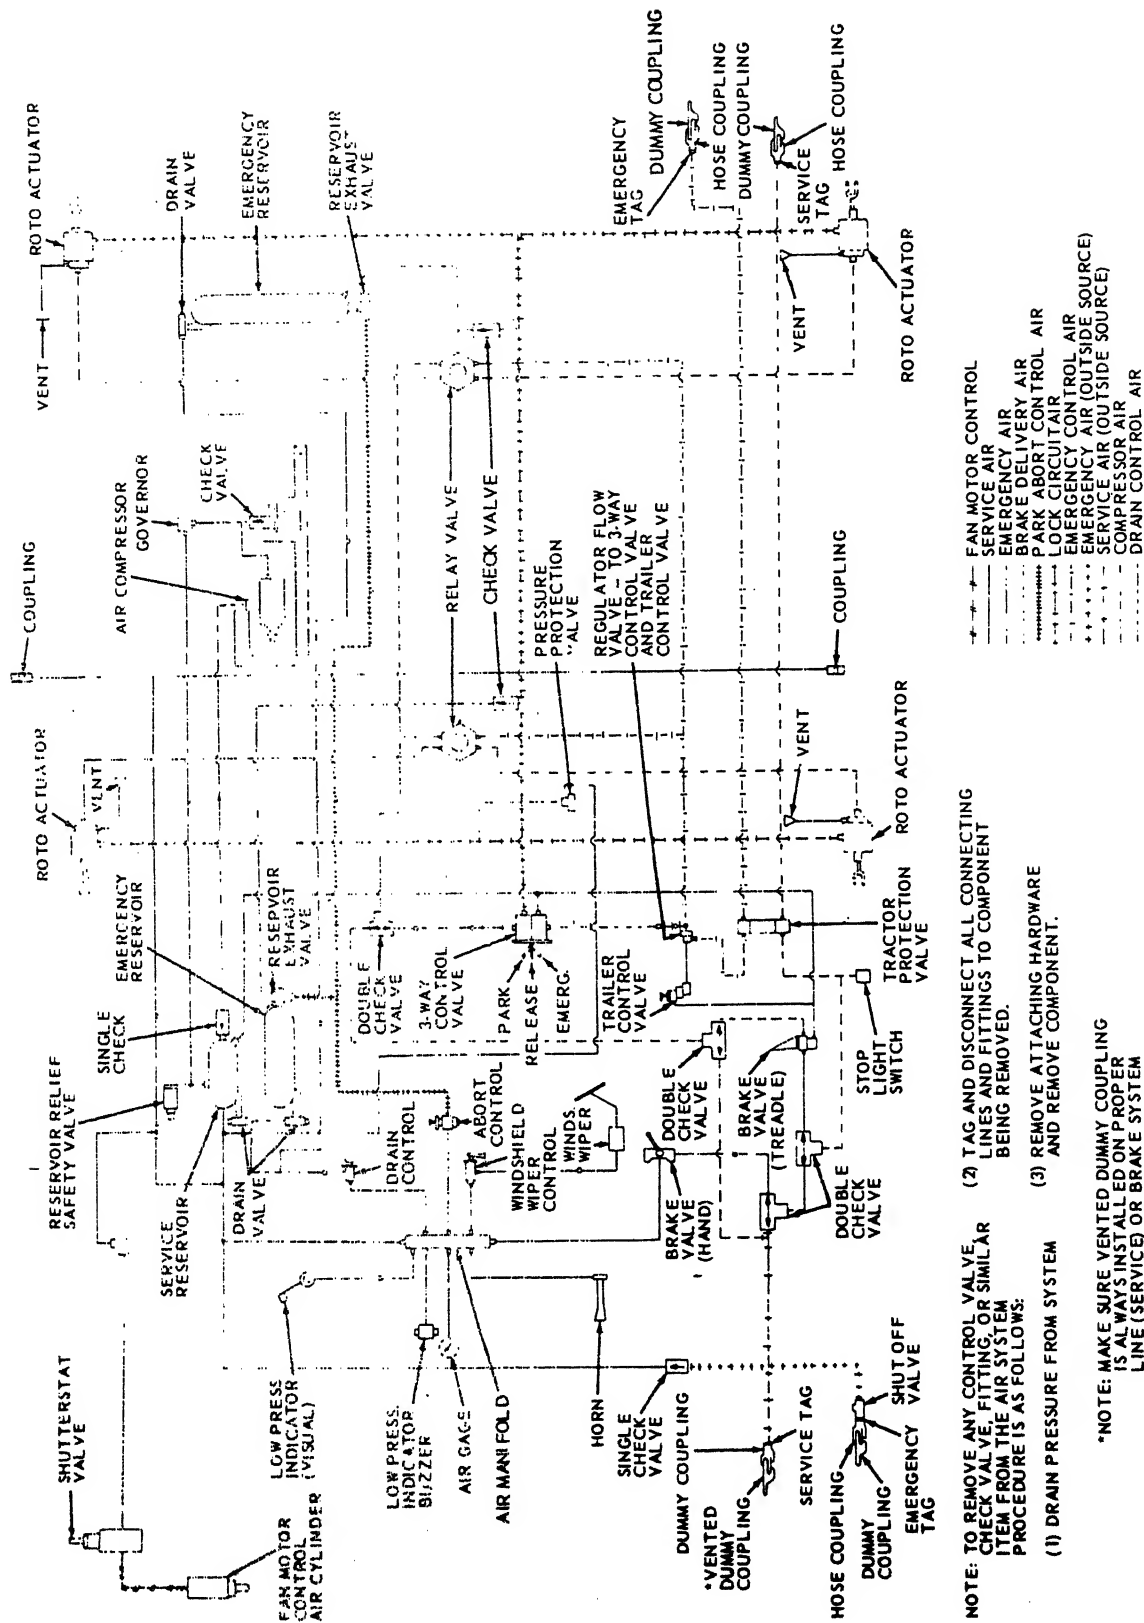 SHUTTERSTAT
VALVE
FAN MOTOR
CONTROL
AIR CYLINDER
LOW PRESS
INDICATOR
(VISUAL)
LOW PRESS.
INDICATOR
BUZZER
AIR GAGE
AIR MANIFOLD
HORN
SINGLE
CHECK
VALVE
DUMMY COUPLING
*VENTED
DUMMY
COUPLING
SERVICE TAG
HOSE COUPLING
DUMMY
COUPLING
EMERGENCY
TAG
SHUT OFF
VALVE
RESERVOIR RELIEF
SAFETY VALVE
SERVICE
RESERVOIR
DRAIN
VALVE
SINGLE
CHECK
EMERGENCY
RESERVOIR
RESERVOIR
EXHAUST
VALVE
DRAIN
CONTROL
ABORT
CONTROL
WINDSHIELD
WIPER
CONTROL
WINDS.
WIPER
BRAKE
VALVE
(HAND)
DOUBLE
CHECK
VALVE
BRAKE
VALVE
(TREADLE)
DOUBLE
CHECK
VALVE
STOP
LIGHT
SWITCH
DOUBLE
CHECK
VALVE
3-WAY
CONTROL
VALVE
PARK
RELEASE
EMERG.
TRAILER
CONTROL
VALVE
TRACTOR
PROTECTION
VALVE
ROTO ACTUATOR
VENT
COUPLING
AIR COMPRESSOR
GOVERNOR
CHECK
VALVE
RELAY VALVE
CHECK VALVE
PRESSURE
PROTECTION
VALVE
REGULATOR FLOW
VALVE - TO 3-WAY
CONTROL VALVE
AND TRAILER
CONTROL VALVE
COUPLING
VENT
ROTO ACTUATOR
VENT
ROTO ACTUATOR
DRAIN
VALVE
EMERGENCY
RESERVOIR
RESERVOIR
EXHAUST
VALVE
EMERGENCY
TAG
DUMMY COUPLING
HOSE COUPLING
DUMMY COUPLING
SERVICE
TAG
HOSE COUPLING
VENT
ROTO ACTUATOR
FAN MOTOR CONTROL
SERVICE AIR
EMERGENCY AIR
BRAKE DELIVERY AIR
PARK ABORT CONTROL AIR
LOCK CIRCUIT AIR
EMERGENCY CONTROL AIR
EMERGENCY AIR (OUTSIDE SOURCE)
SERVICE AIR (OUTSIDE SOURCE)
COMPRESSOR AIR
DRAIN CONTROL AIR
NOTE: TO REMOVE ANY CONTROL VALVE,
CHECK VALVE, FITTING, OR SIMILAR
ITEM FROM THE AIR SYSTEM
PROCEDURE IS AS FOLLOWS:
(1) DRAIN PRESSURE FROM SYSTEM
(2) TAG AND DISCONNECT ALL CONNECTING
LINES AND FITTINGS TO COMPONENT
BEING REMOVED.
(3) REMOVE ATTACHING HARDWARE
AND REMOVE COMPONENT.
*NOTE: MAKE SURE VENTED DUMMY COUPLING
IS ALWAYS INSTALLED ON PROPER
LINE (SERVICE) OR BRAKE SYSTEM